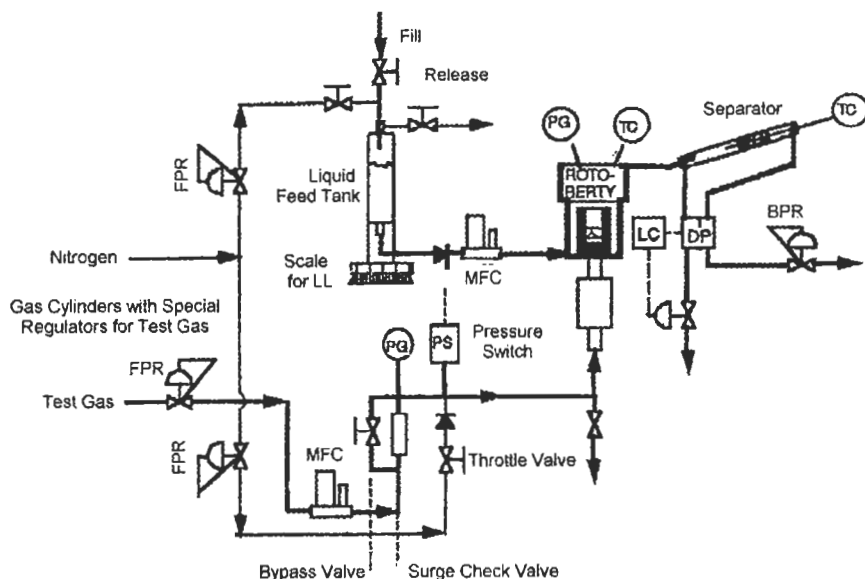 Fill
Release
Separator
TC
PG
TC
FPR
Liquid
Feed Tank
ROTO-
BERTY
LC
DP
BPR
Nitrogen
Scale
for LL
MFC
Gas Cylinders with Special
Regulators for Test Gas
PG
PS
Pressure
Switch
FPR
Test Gas
FPR
MFC
Throttle Valve
Bypass Valve
Surge Check Valve